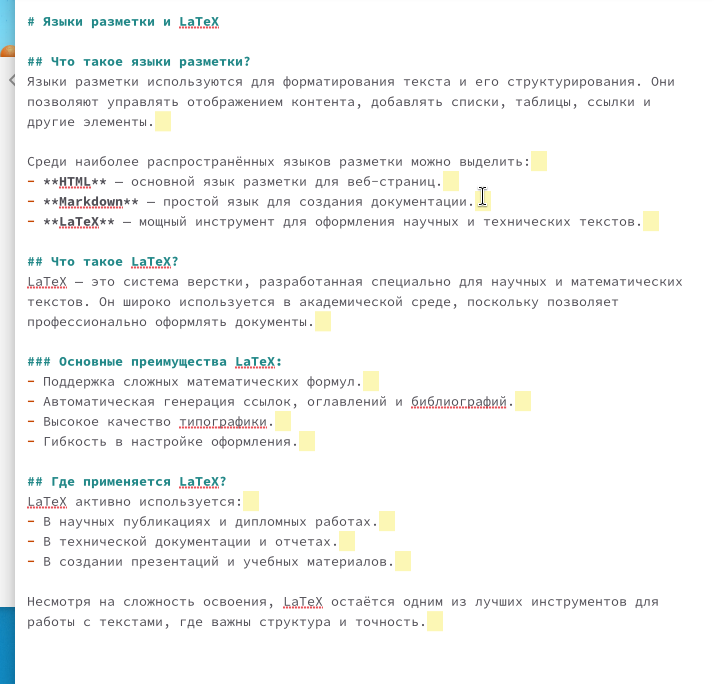 # Языки разметки и LaTeX
## Что такое языки разметки?
Языки разметки используются для форматирования текста и его структурирования. Они
позволяют управлять отображением контента, добавлять списки, таблицы, ссылки и
другие элементы.
Среди наиболее распространённых языков разметки можно выделить:
- **HTML** — основной язык разметки для веб-страниц.
- **Markdown** — простой язык для создания документации.
- **LaTeX** — мощный инструмент для оформления научных и технических текстов.
## Что такое LaTeX?
LaTeX — это система верстки, разработанная специально для научных и математических
текстов. Он широко используется в академической среде, поскольку позволяет
профессионально оформлять документы.
### Основные преимущества LaTeX:
- Поддержка сложных математических формул.
- Автоматическая генерация ссылок, оглавлений и библиографий.
- Высокое качество типографики.
- Гибкость в настройке оформления.
## Где применяется LaTeX?
LaTeX активно используется:
- В научных публикациях и дипломных работах.
- В технической документации и отчетах.
- В создании презентаций и учебных материалов.
Несмотря на сложность освоения, LaTeX остаётся одним из лучших инструментов для
работы с текстами, где важны структура и точность.